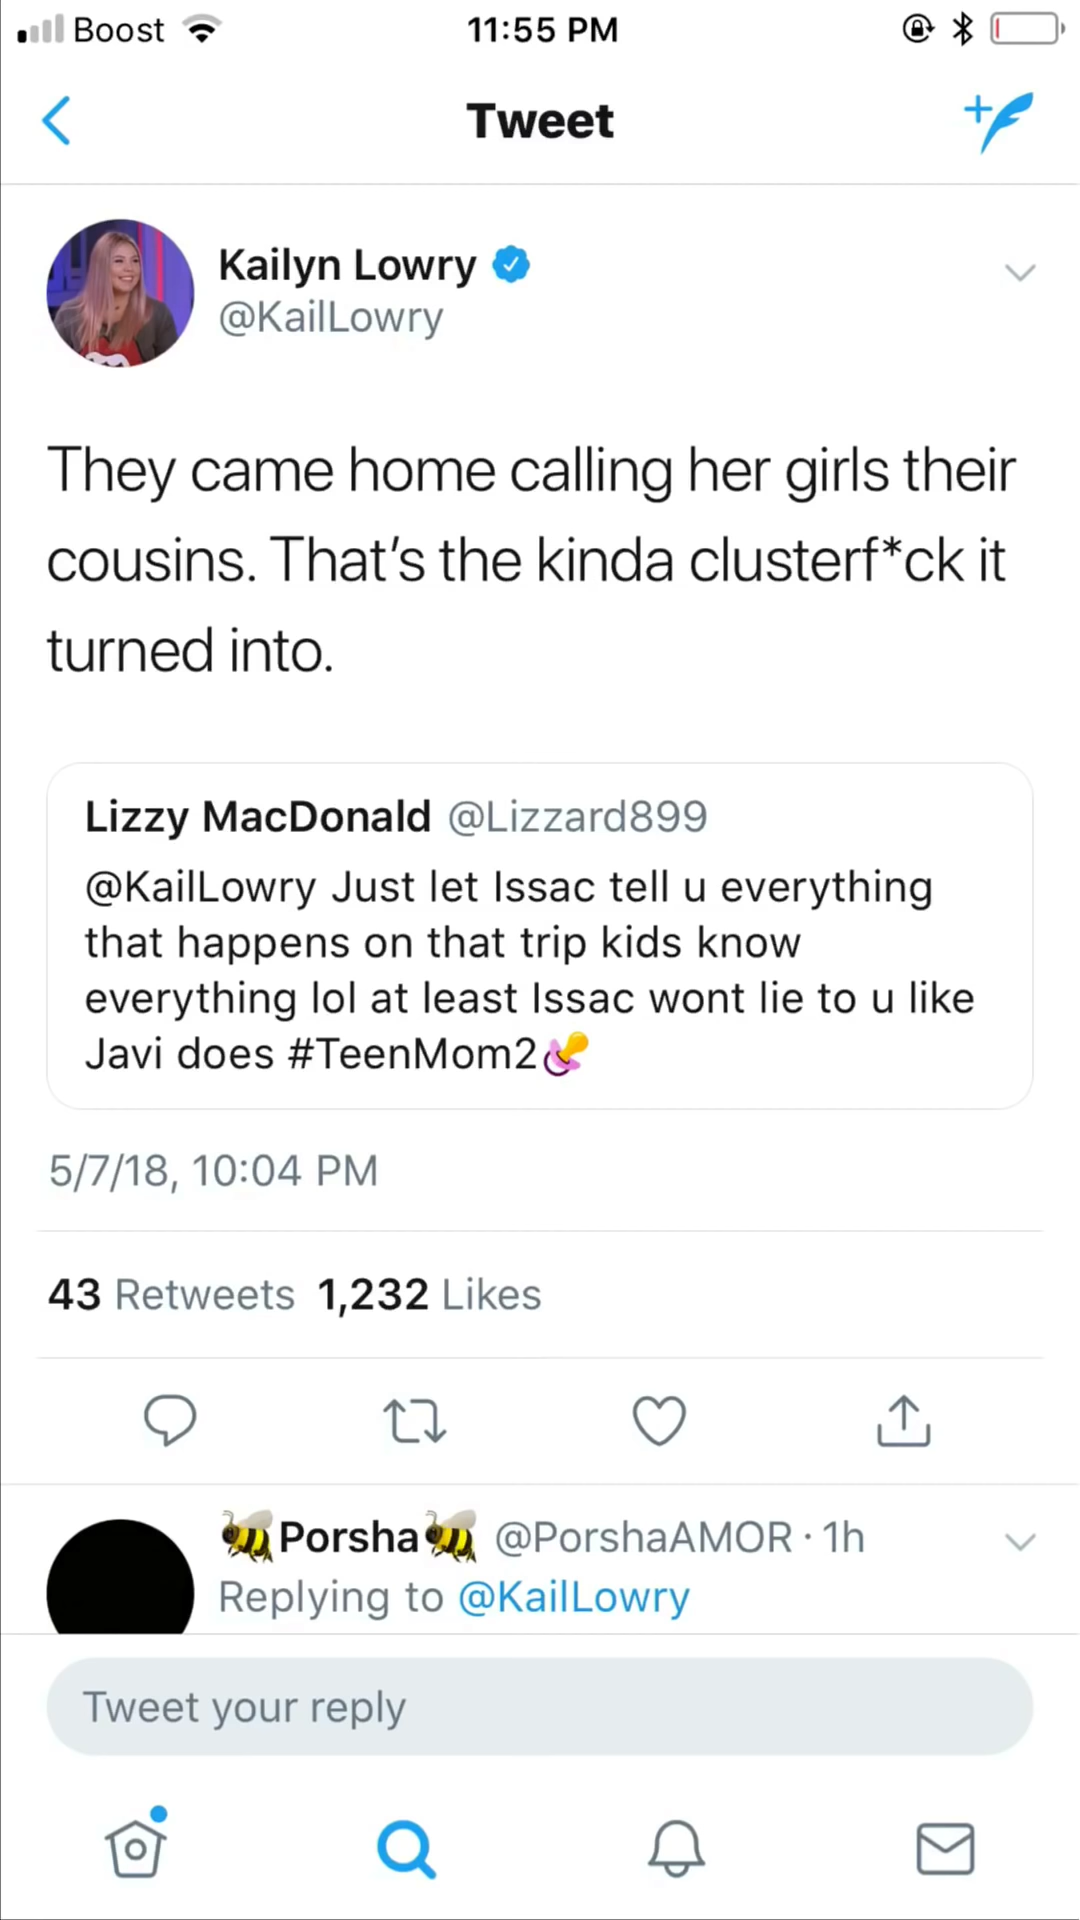 Boost 11:55 PM
Tweet
Kailyn Lowry
@KailLowry
They came home calling her girls their
cousins. That's the kinda clusterf*ck it
turned into.
Lizzy MacDonald @Lizzard899
@KailLowry Just let Issac tell u everything
that happens on that trip kids know
everything lol at least Issac wont lie to u like
Javi does #TeenMom2
5/7/18, 10:04 PM
43 Retweets 1,232 Likes
🐝Porsha🐝 @PorshaAMOR · 1h
Replying to @KailLowry
Tweet your reply